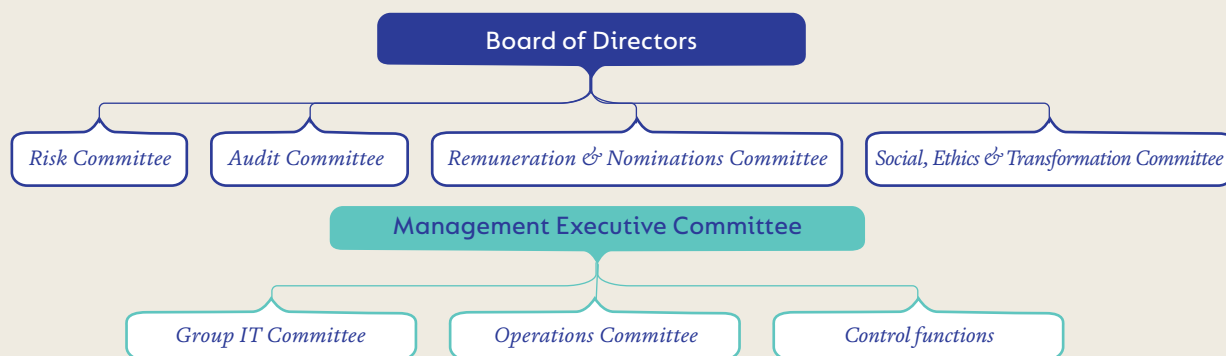 Board of Directors
Risk Committee
Audit Committee
Remuneration & Nominations Committee
Social, Ethics & Transformation Committee
Management Executive Committee
Group IT Committee
Operations Committee
Control functions